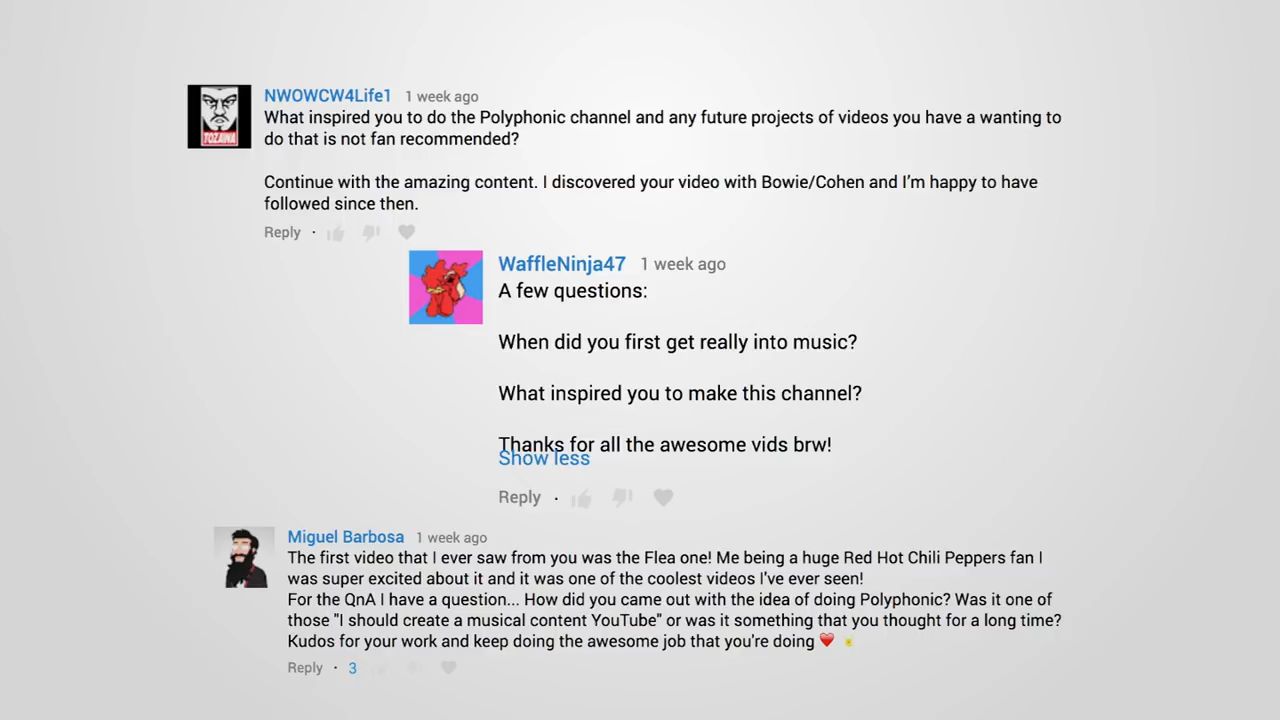 NWOWCW4Life1 1 week ago
What inspired you to do the Polyphonic channel and any future projects of videos you have a wanting to
do that is not fan recommended?
Continue with the amazing content. I discovered your video with Bowie/Cohen and I'm happy to have
followed since then.
Reply ·
TOZAWA
WaffleNinja47 1 week ago
A few questions:
When did you first get really into music?
What inspired you to make this channel?
Thanks for all the awesome vids brw!
Show less
Reply ·
Miguel Barbosa 1 week ago
The first video that I ever saw from you was the Flea one! Me being a huge Red Hot Chili Peppers fan I
was super excited about it and it was one of the coolest videos I've ever seen!
For the QnA I have a question... How did you came out with the idea of doing Polyphonic? Was it one of
those "I should create a musical content YouTube" or was it something that you thought for a long time?
Kudos for your work and keep doing the awesome job that you're doing ❤️
Reply · 3